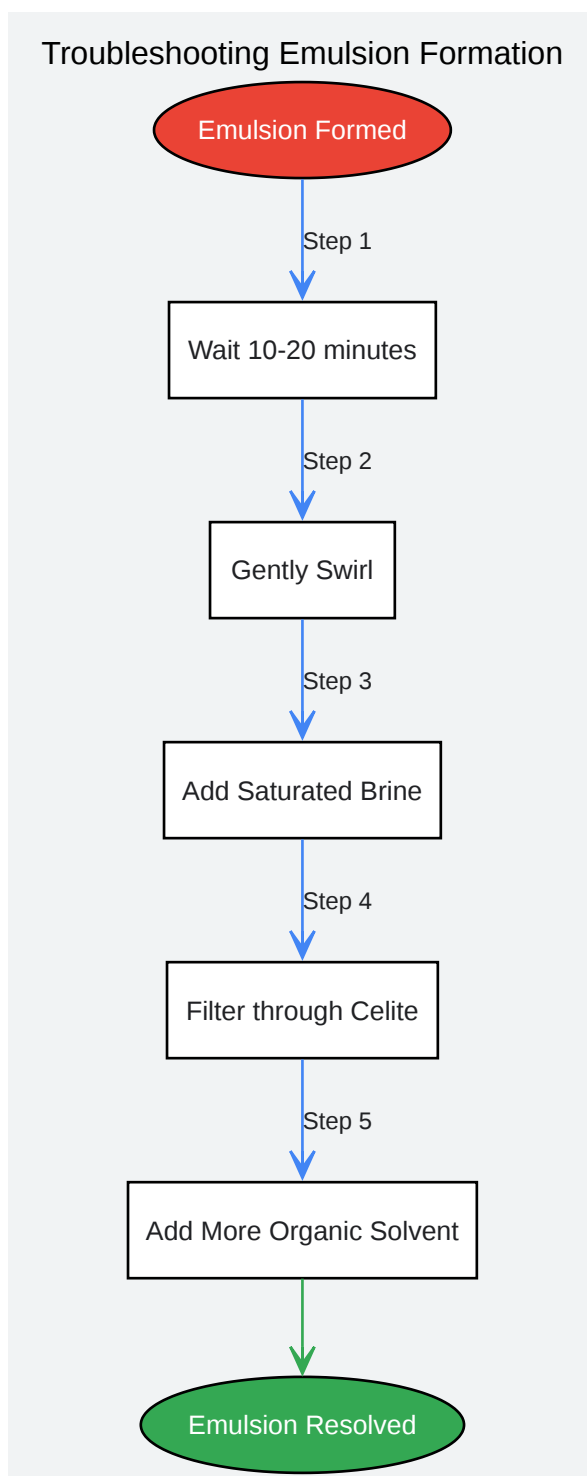 Troubleshooting Emulsion Formation
Emulsion Formed
Step 1
Wait 10-20 minutes
Step 2
Gently Swirl
Step 3
Add Saturated Brine
Step 4
Filter through Celite
Step 5
Add More Organic Solvent
Emulsion Resolved